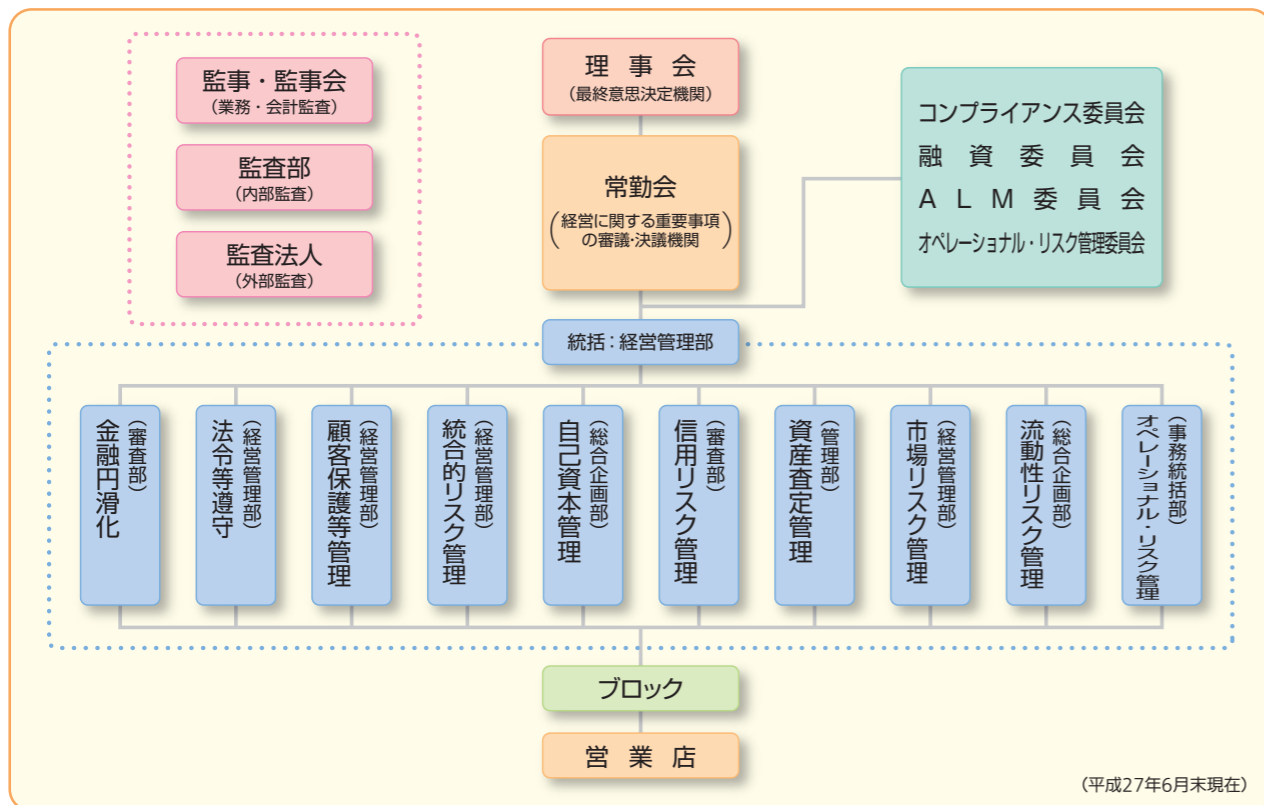 監事・監事会
(業務・会計監査)
監査部
(内部監査)
監査法人
(外部監査)
理事会
(最終意思決定機関)
常勤会
(経営に関する重要事項
の審議・決議機関)
コンプライアンス委員会
融資委員会
ALM委員会
オペレーショナル・リスク管理委員会
統括:経営管理部
金融円滑化
(審査部)
法令等遵守
(経営管理部)
顧客保護等管理
(経営管理部)
統合的リスク管理
(経営管理部)
自己資本管理
(総合企画部)
信用リスク管理
(審査部)
資産査定管理
(管理部)
市場リスク管理
(経営管理部)
流動性リスク管理
(総合企画部)
オペレーショナル・リスク管理
(事務統括部)
ブロック
営業店
(平成27年6月末現在)